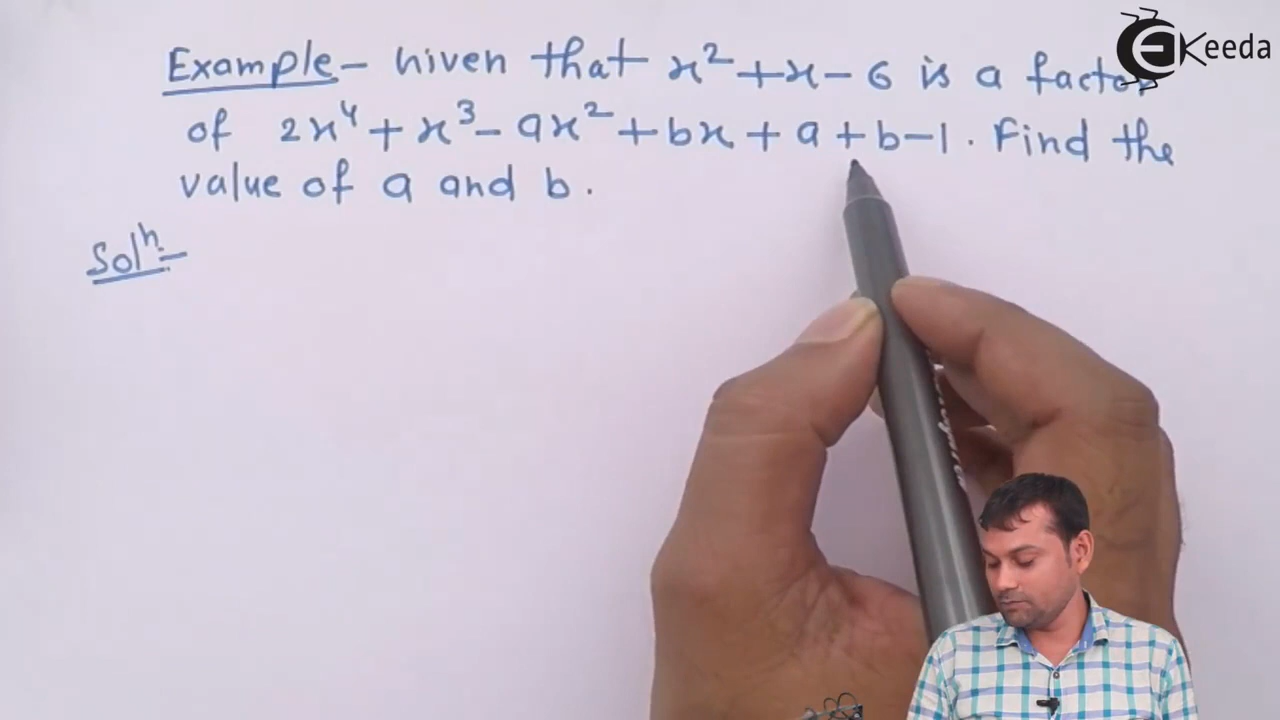 EKeeda
Example- Given that x² + x - 6 is a factor
of 2x⁴ + x³ - ax² + bx + a + b - 1. Find the
value of a and b.
Solⁿ-